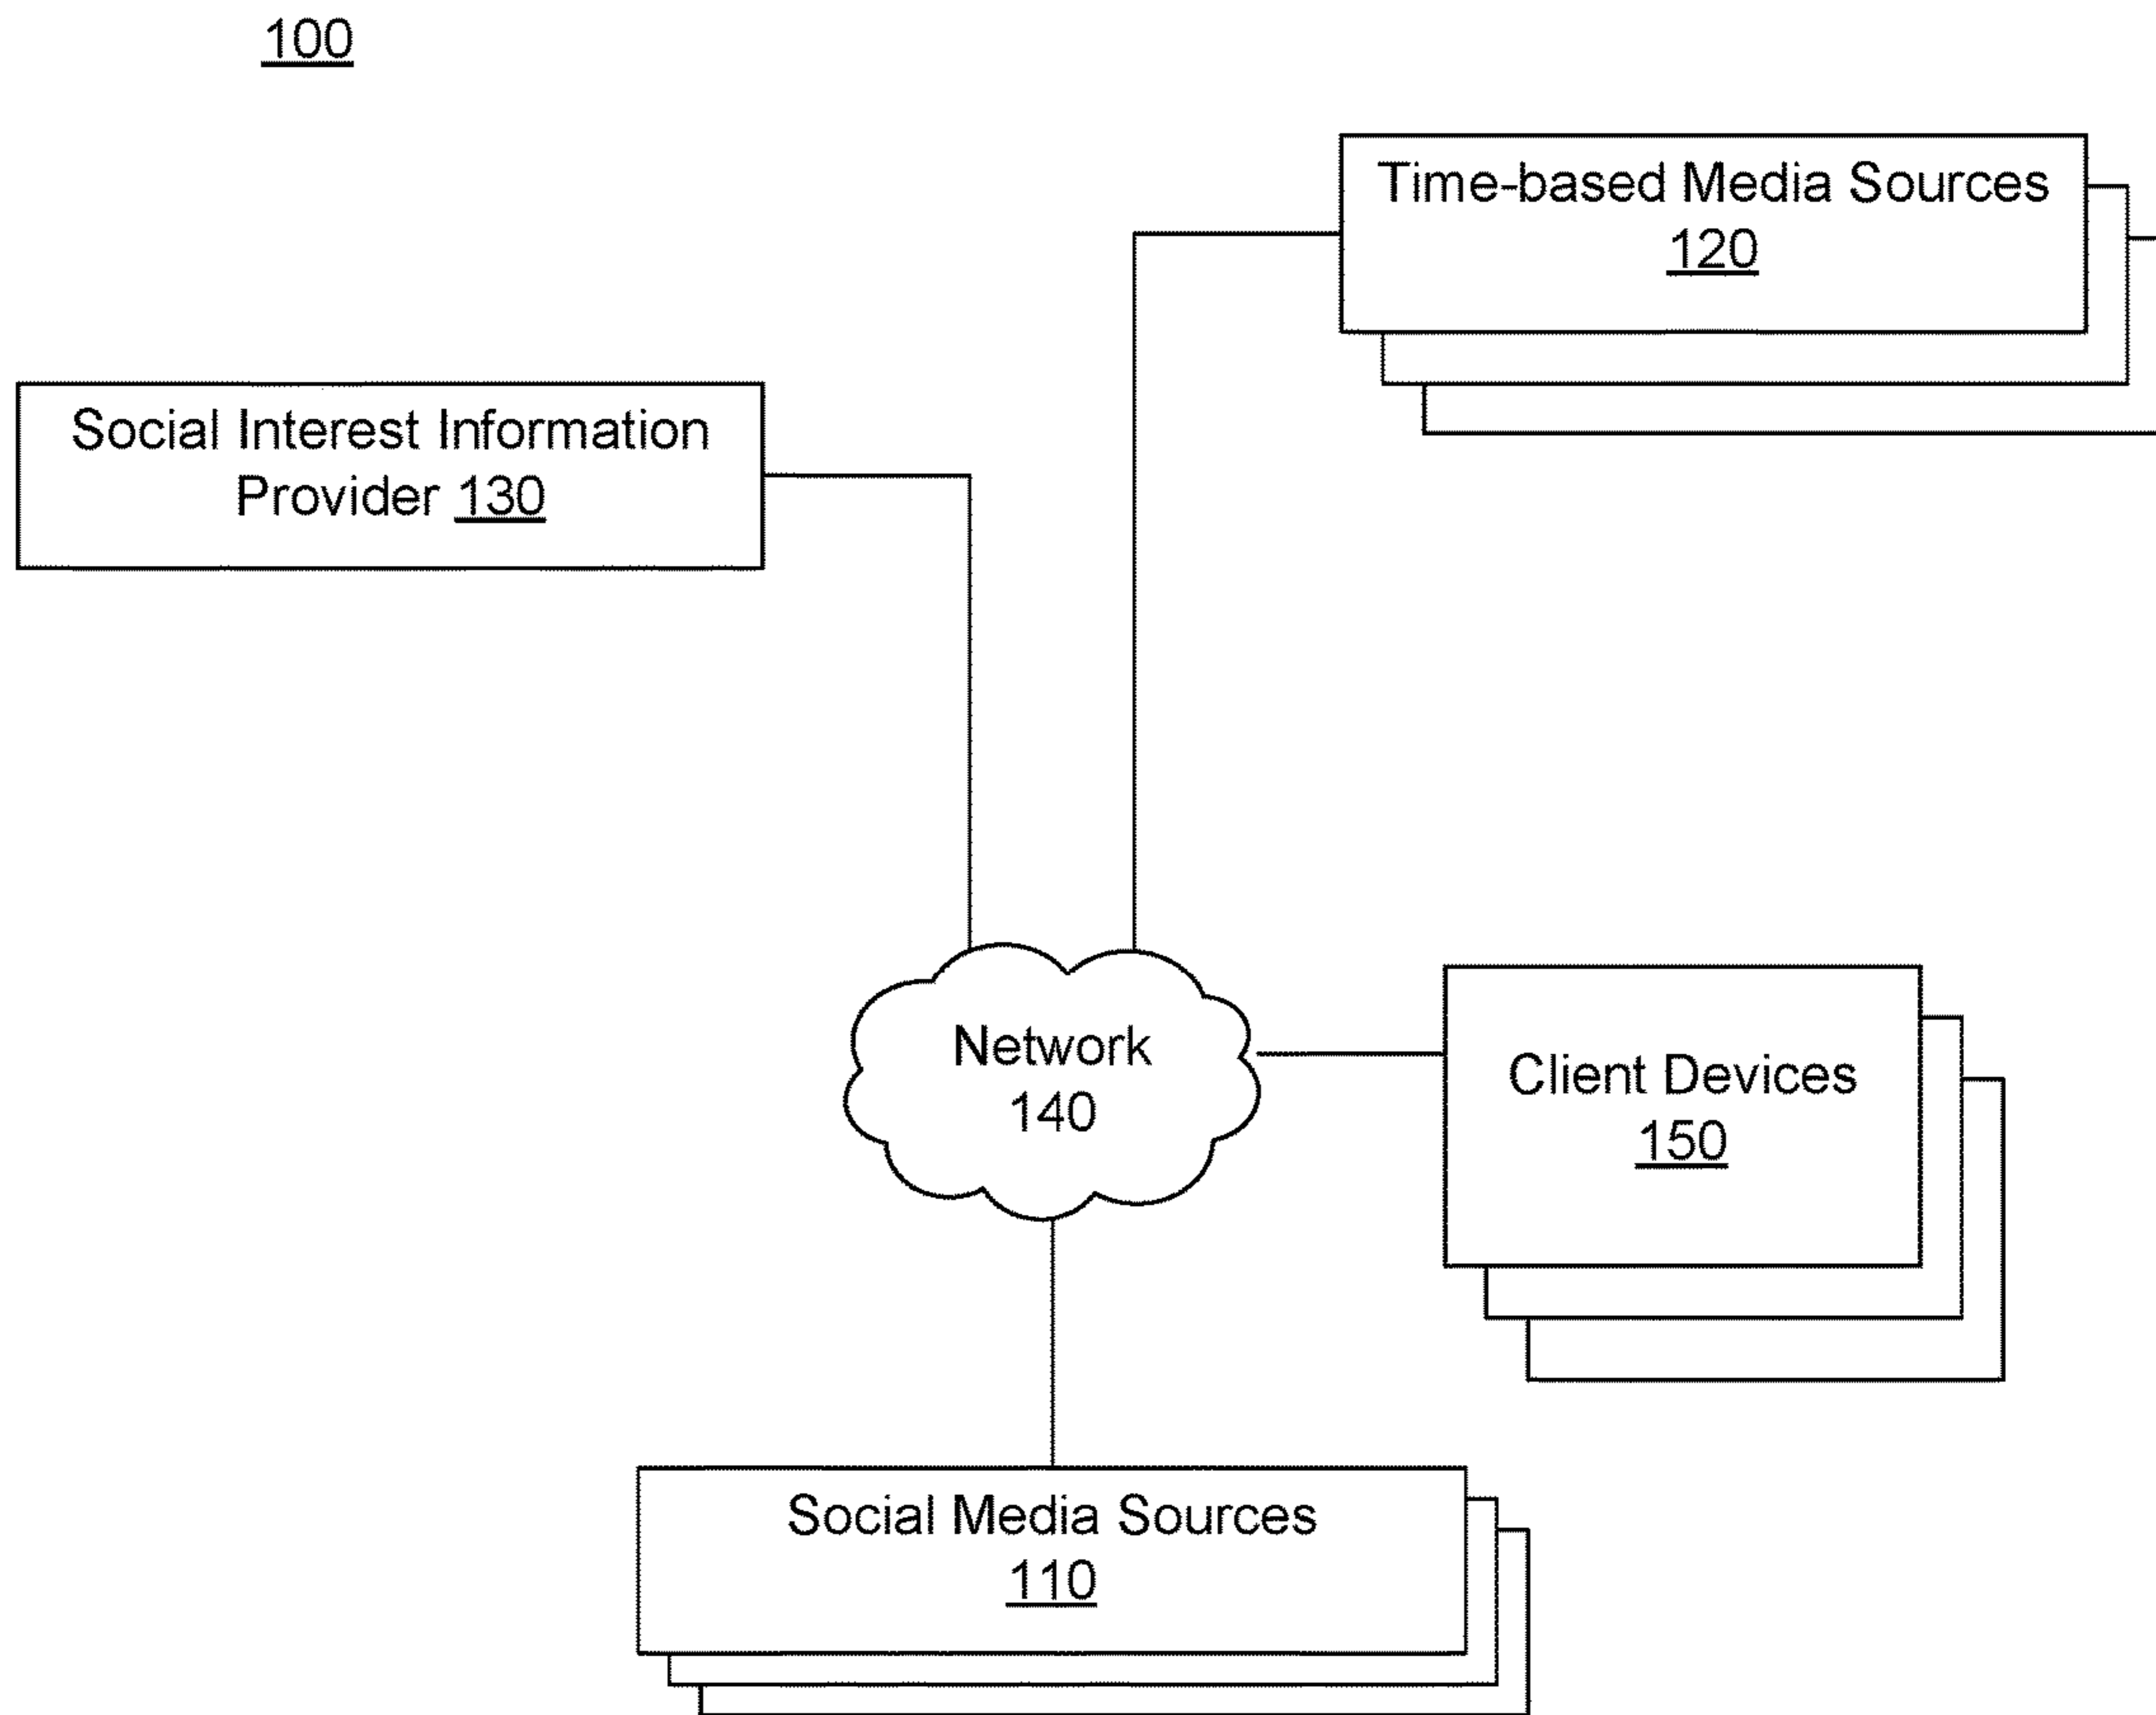 100
Time-based Media Sources
120
Social Interest Information
Provider 130
Network
140
Client Devices
150
Social Media Sources
110